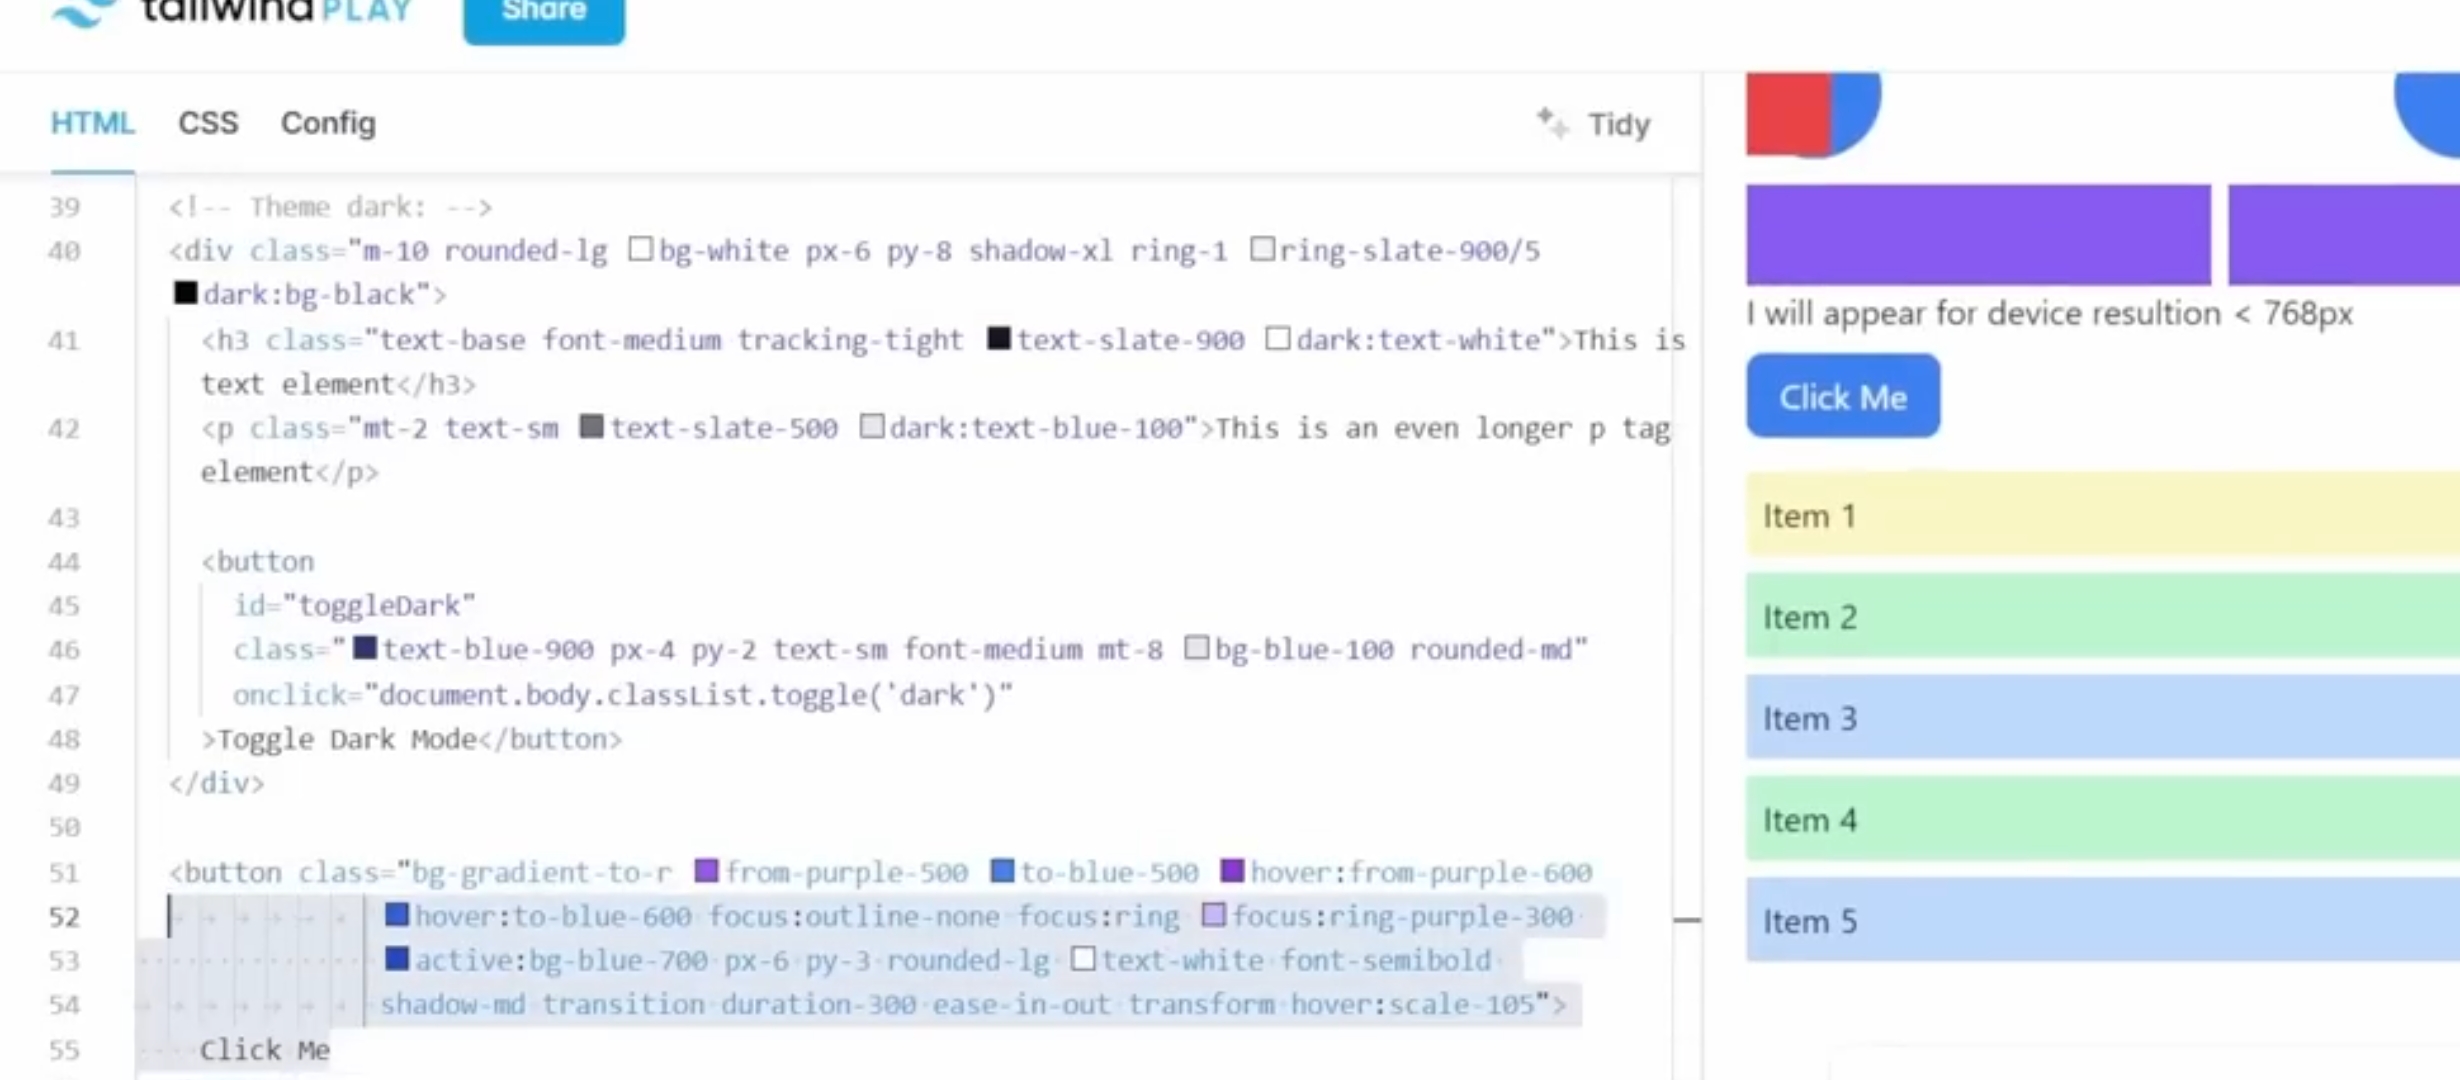 tailwind PLAY
Share
HTML CSS Config
Tidy
39 <!-- Theme dark: -->
40 <div class="m-10 rounded-lg bg-white px-6 py-8 shadow-xl ring-1 ring-slate-900/5
dark:bg-black">
41 <h3 class="text-base font-medium tracking-tight text-slate-900 dark:text-white">This is
text element</h3>
42 <p class="mt-2 text-sm text-slate-500 dark:text-blue-100">This is an even longer p tag
element</p>
43
44 <button
45 id="toggleDark"
46 class="text-blue-900 px-4 py-2 text-sm font-medium mt-8 bg-blue-100 rounded-md"
47 onclick="document.body.classList.toggle('dark')"
48 >Toggle Dark Mode</button>
49 </div>
50
51 <button class="bg-gradient-to-r from-purple-500 to-blue-500 hover:from-purple-600
52 hover:to-blue-600 focus:outline-none focus:ring focus:ring-purple-300
53 active:bg-blue-700 px-6 py-3 rounded-lg text-white font-semibold
54 shadow-md transition duration-300 ease-in-out transform hover:scale-105">
55 Click Me
I will appear for device resultion < 768px
Click Me
Item 1
Item 2
Item 3
Item 4
Item 5